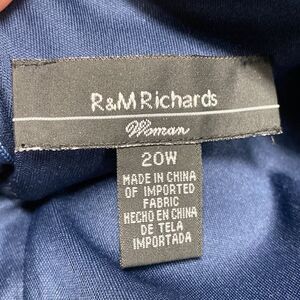 R&M Richards
Woman
20W
MADE IN CHINA
OF IMPORTED
FABRIC
HECHO EN CHINA
DE TELA
IMPORTADA